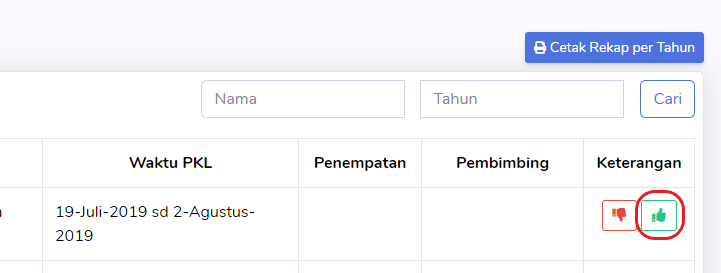 Cetak Rekap per Tahun
Nama
Tahun
Cari
Waktu PKL
Penempatan
Pembimbing
Keterangan
19-Juli-2019 sd 2-Agustus-
2019